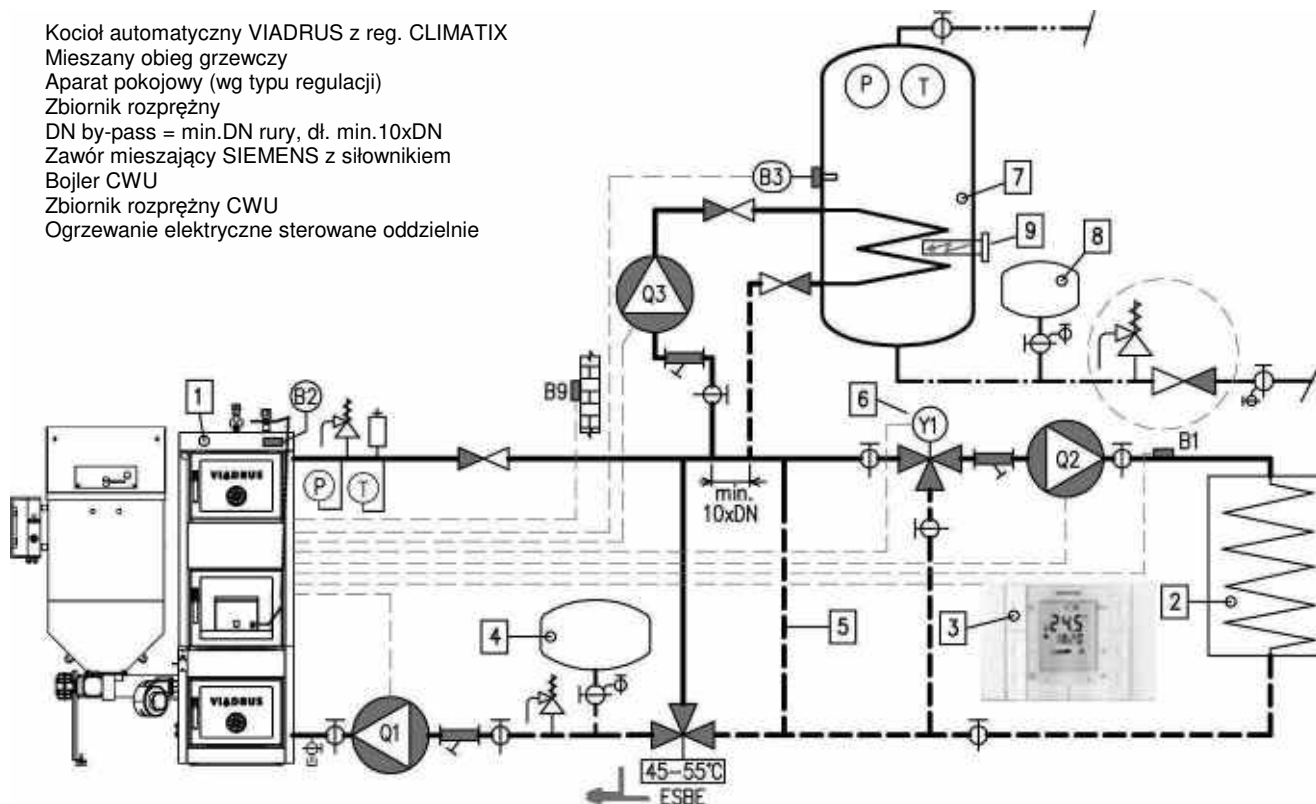 Kocioł automatyczny VIADRUS z reg. CLIMATIX
Mieszany obieg grzewczy
Aparat pokojowy (wg typu regulacji)
Zbiornik rozprężny
DN by-pass = min.DN rury, dł. min.10xDN
Zawór mieszający SIEMENS z siłownikiem
Bojler CWU
Zbiornik rozprężny CWU
Ogrzewanie elektryczne sterowane oddzielnie
P
T
B3
7
9
8
Q3
B9
6
1
B2
Y1
Q2
B1
VIADRUS
P
T
min.
10xDN
2
3
24.5
4
5
VIADRUS
Q1
45-55°C
ESBE